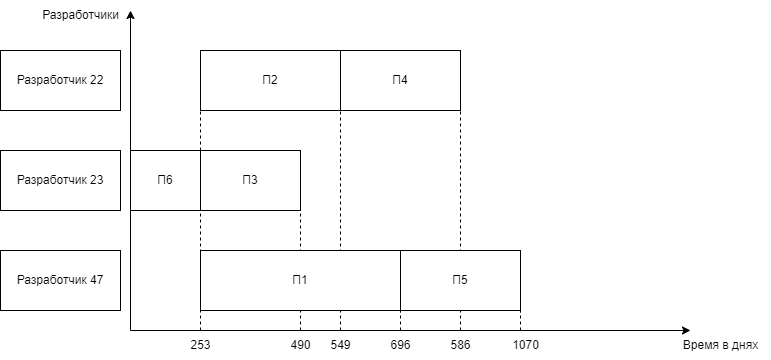 Разработчики
Разработчик 22
П2
П4
Разработчик 23
П6
П3
Разработчик 47
П1
П5
253
490
549
696
586
1070
Время в днях